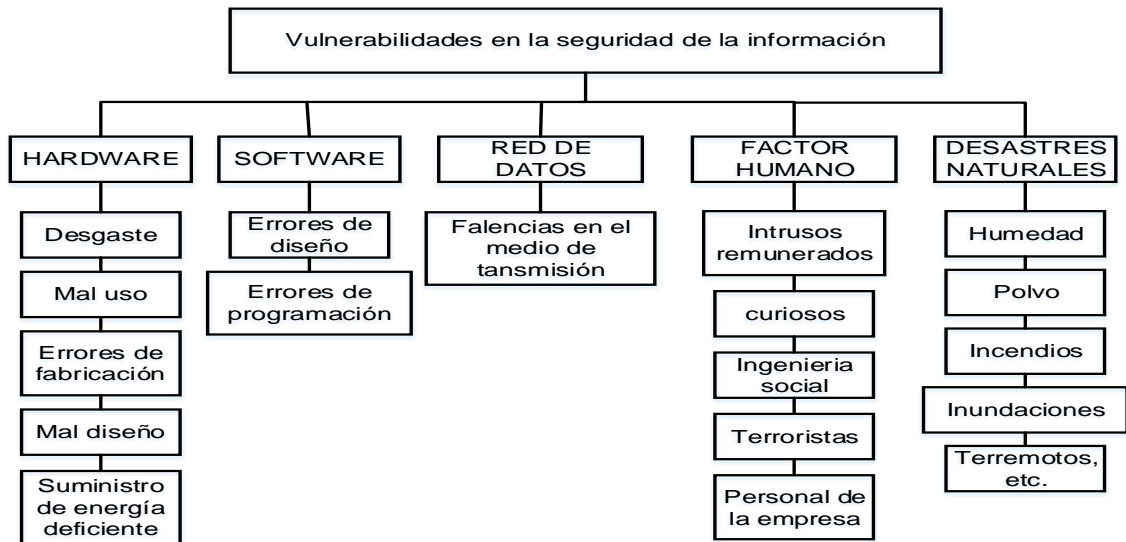 Vulnerabilidades en la seguridad de la información
HARDWARE
Desgaste
Mal uso
Errores de
fabricación
Mal diseño
Suministro
de energía
deficiente
SOFTWARE
Errores de
diseño
Errores de
programación
RED DE
DATOS
Falencias en el
medio de
tansmisión
FACTOR
HUMANO
Intrusos
remunerados
curiosos
Ingenieria
social
Terroristas
Personal de
la empresa
DESASTRES
NATURALES
Humedad
Polvo
Incendios
Inundaciones
Terremotos,
etc.